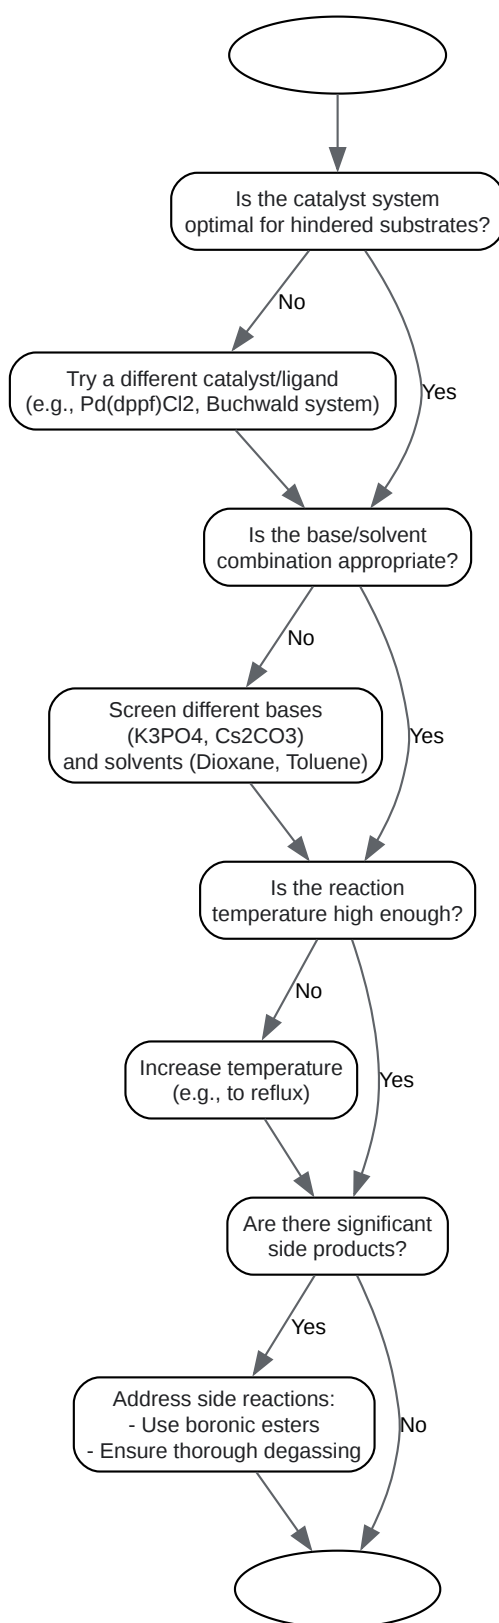 Is the catalyst system
optimal for hindered substrates?
No
Yes
Try a different catalyst/ligand
(e.g., Pd(dppf)Cl2, Buchwald system)
Is the base/solvent
combination appropriate?
No
Yes
Screen different bases
(K3PO4, Cs2CO3)
and solvents (Dioxane, Toluene)
Is the reaction
temperature high enough?
No
Yes
Increase temperature
(e.g., to reflux)
Are there significant
side products?
Yes
No
Address side reactions:
- Use boronic esters
- Ensure thorough degassing